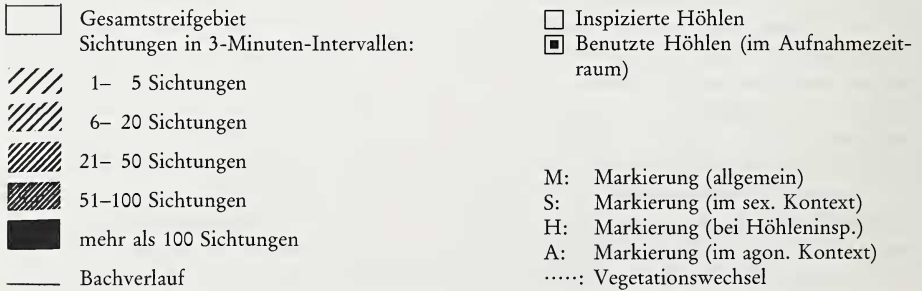 Gesamtstreifgebiet
Sichtungen in 3-Minuten-Intervallen:
1– 5 Sichtungen
6– 20 Sichtungen
21– 50 Sichtungen
51–100 Sichtungen
mehr als 100 Sichtungen
Bachverlauf
Inspizierte Höhlen
Benutzte Höhlen (im Aufnahmezeit-
raum)
M: Markierung (allgemein)
S: Markierung (im sex. Kontext)
H: Markierung (bei Höhleninsp.)
A: Markierung (im agon. Kontext)
·····: Vegetationswechsel